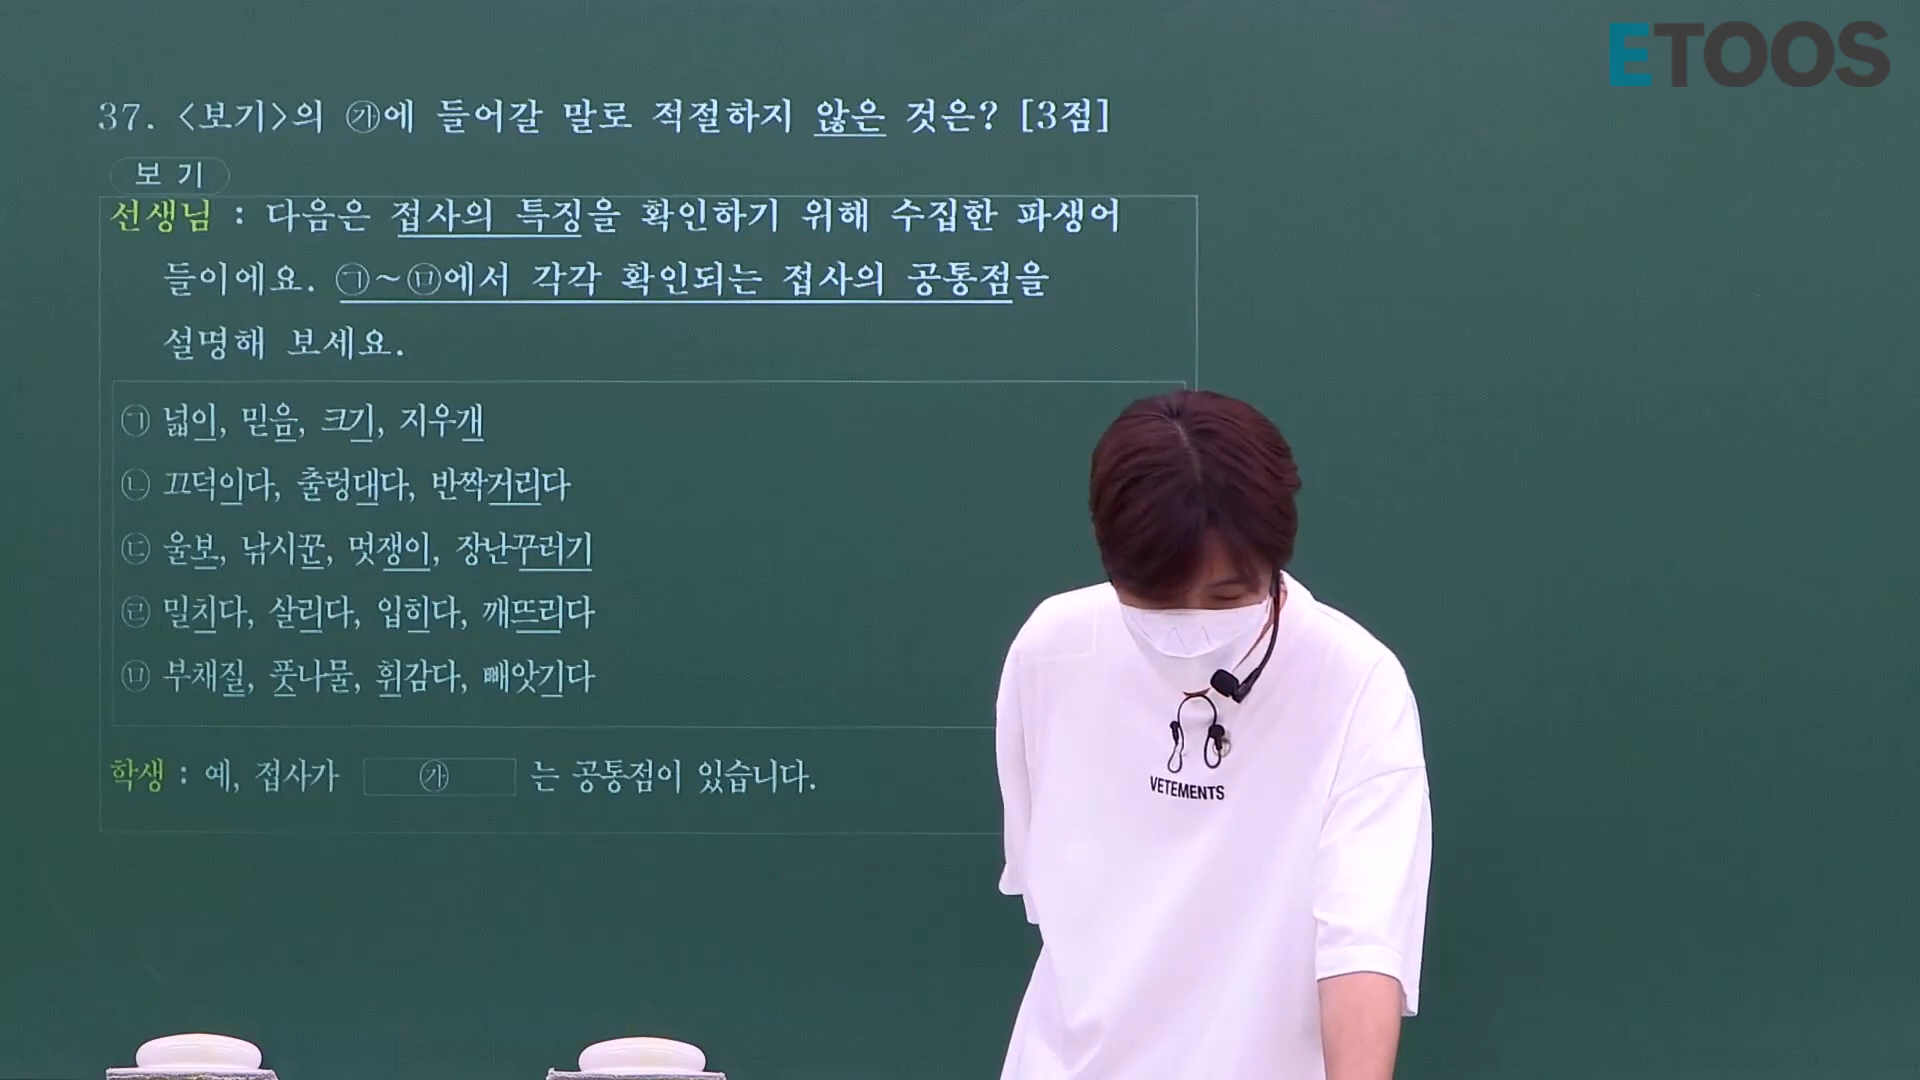 ETOOS
37. <보기>의 ㉮에 들어갈 말로 적절하지 않은 것은? [3점]
보 기
선생님 : 다음은 접사의 특징을 확인하기 위해 수집한 파생어
들이에요. ㉠~㉤에서 각각 확인되는 접사의 공통점을
설명해 보세요.
㉠ 넓이, 믿음, 크기, 지우개
㉡ 끄덕이다, 출렁대다, 반짝거리다
㉢ 울보, 낚시꾼, 멋쟁이, 장난꾸러기
㉣ 밀치다, 살리다, 입히다, 깨뜨리다
㉤ 부채질, 풋나물, 휘감다, 빼앗기다
학생 : 예, 접사가 ㉮ 는 공통점이 있습니다.
VETEMENTS